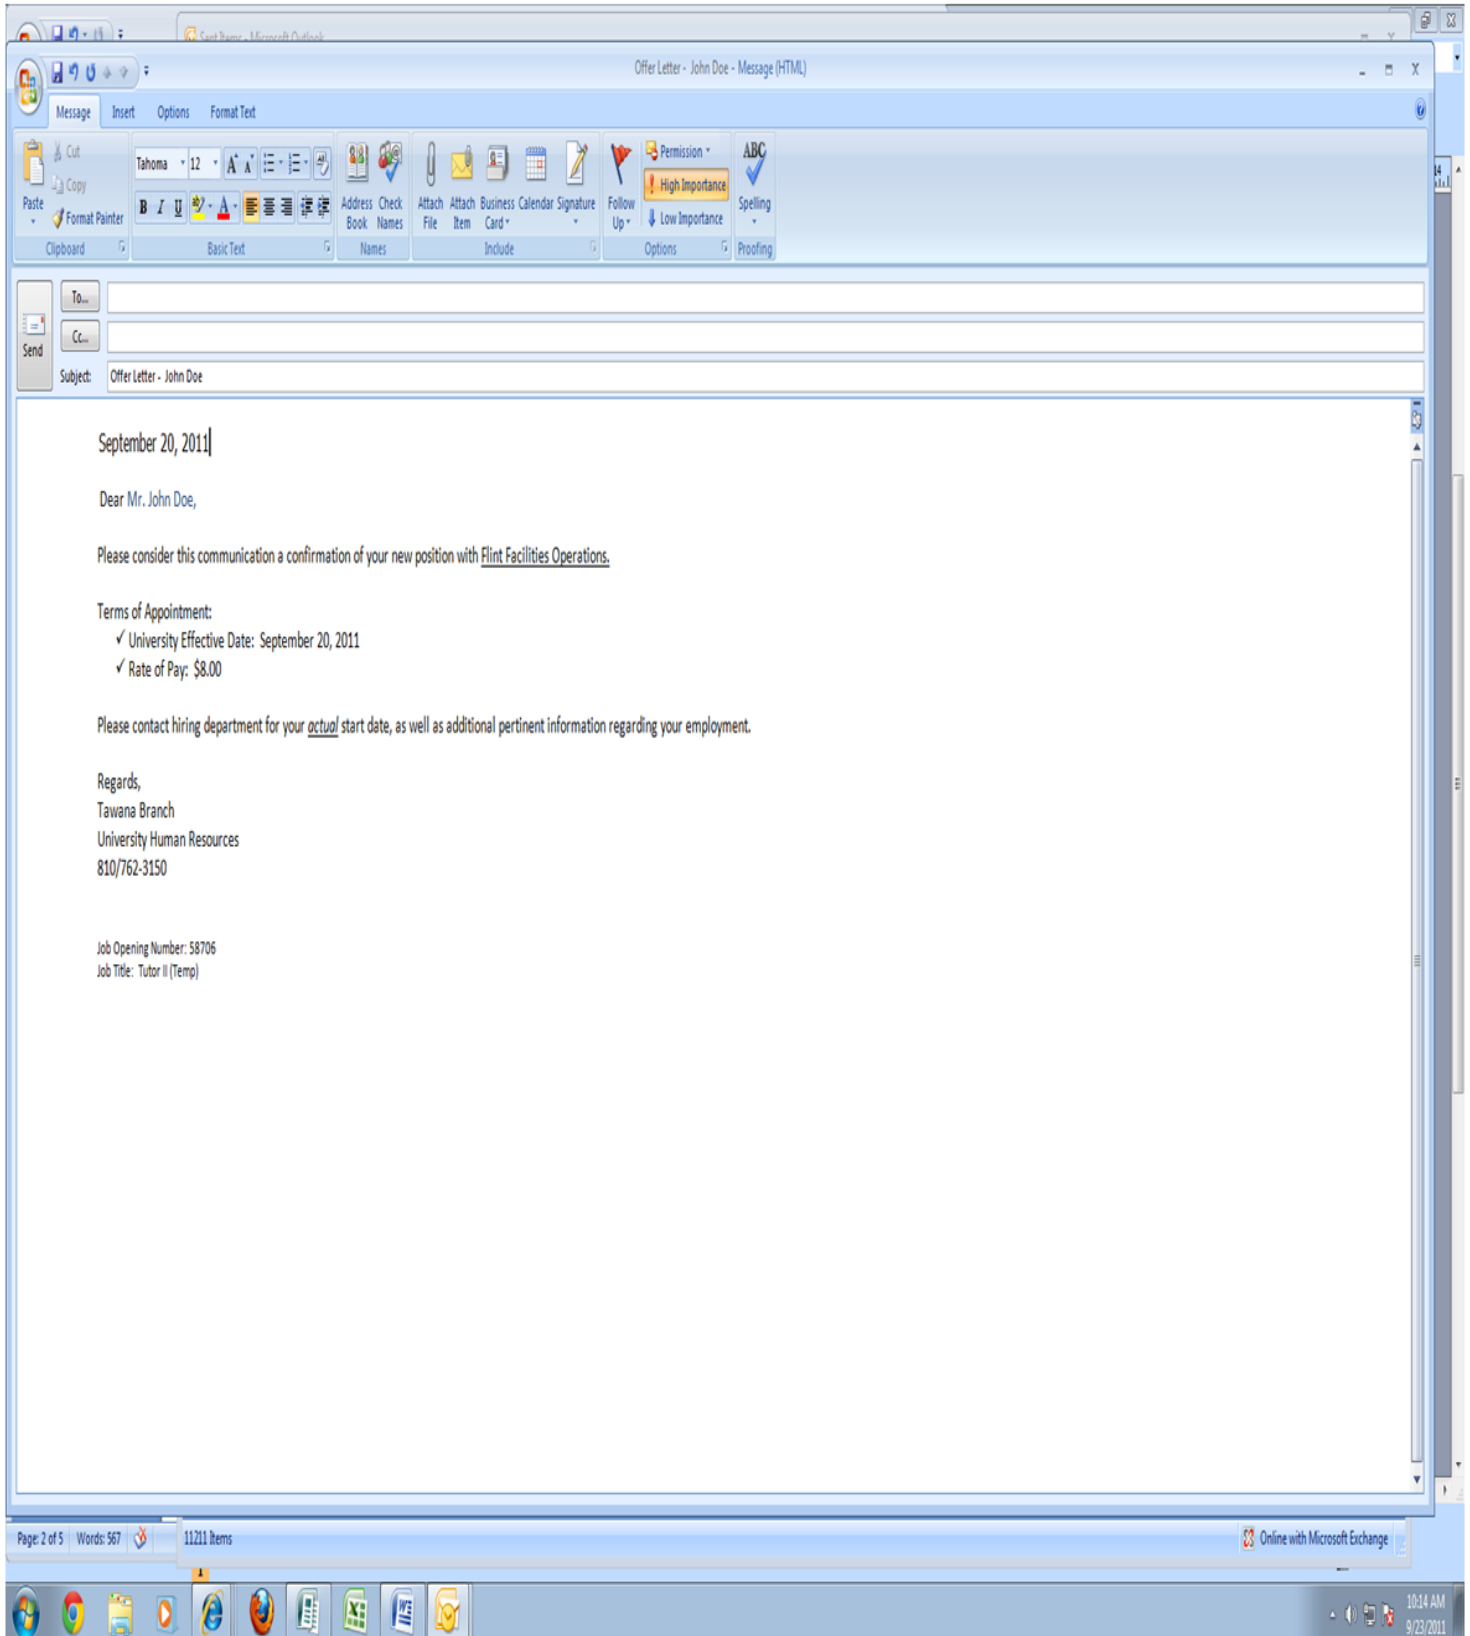 Sent Items - Microsoft Outlook
Offer Letter - John Doe - Message (HTML)
Message Insert Options Format Text
Paste
Cut
Copy
Format Painter
Clipboard
Tahoma 12
B I U
Basic Text
Address Book
Check Names
Names
Attach File
Attach Item
Business Card
Calendar
Signature
Include
Follow Up
Permission
High Importance
Low Importance
Options
ABC
Spelling
Proofing
14
Send
To...
Cc...
Subject: Offer Letter - John Doe
September 20, 2011
Dear Mr. John Doe,
Please consider this communication a confirmation of your new position with Flint Facilities Operations.
Terms of Appointment:
✓ University Effective Date: September 20, 2011
✓ Rate of Pay: $8.00
Please contact hiring department for your actual start date, as well as additional pertinent information regarding your employment.
Regards,
Tawana Branch
University Human Resources
810/762-3150
Job Opening Number: 58706
Job Title: Tutor II (Temp)
Page: 2 of 5 Words: 567 11211 Items Online with Microsoft Exchange
1
10:14 AM
9/23/2011